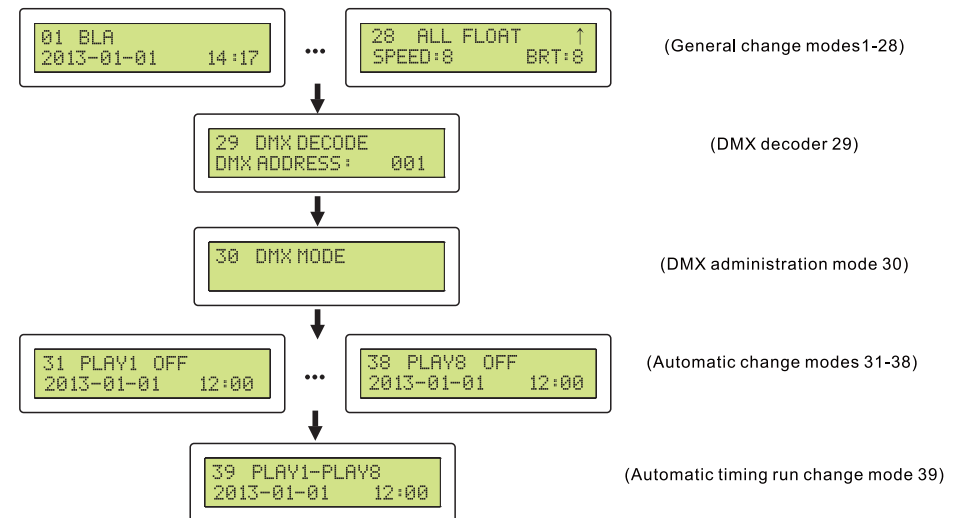 01 BLA
2013-01-01 14:17
...
28 ALL FLOAT ↑
SPEED:8 BRT:8
(General change modes1-28)
29 DMX DECODE
DMX ADDRESS: 001
(DMX decoder 29)
30 DMX MODE
(DMX administration mode 30)
31 PLAY1 OFF
2013-01-01 12:00
...
38 PLAY8 OFF
2013-01-01 12:00
(Automatic change modes 31-38)
39 PLAY1-PLAY8
2013-01-01 12:00
(Automatic timing run change mode 39)